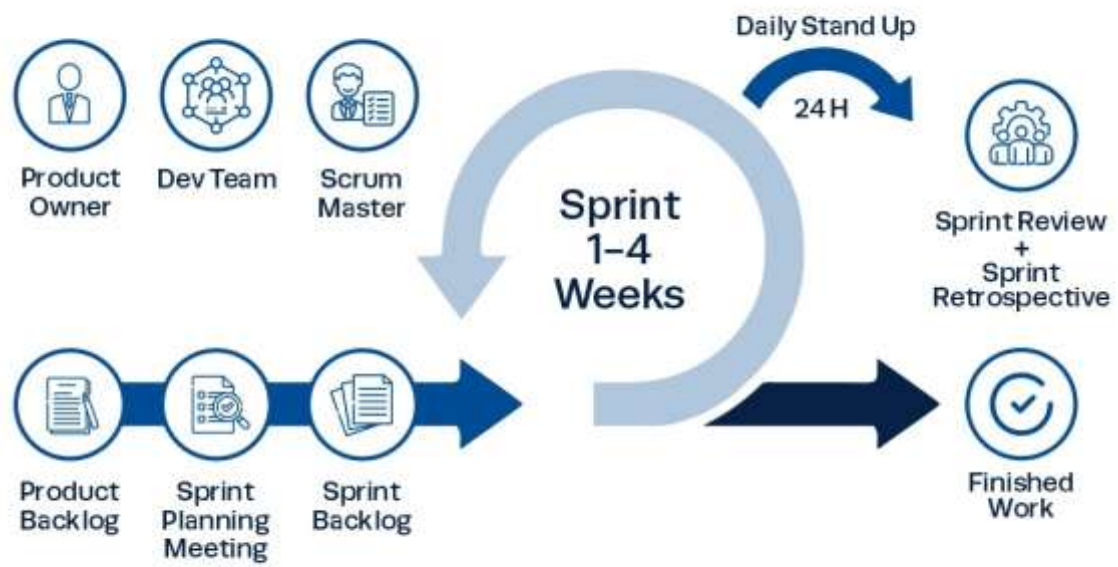 Daily Stand Up
24H
Product
Owner
Dev Team
Scrum
Master
Sprint
1–4
Weeks
Sprint Review
+
Sprint
Retrospective
Product
Backlog
Sprint
Planning
Meeting
Sprint
Backlog
Finished
Work